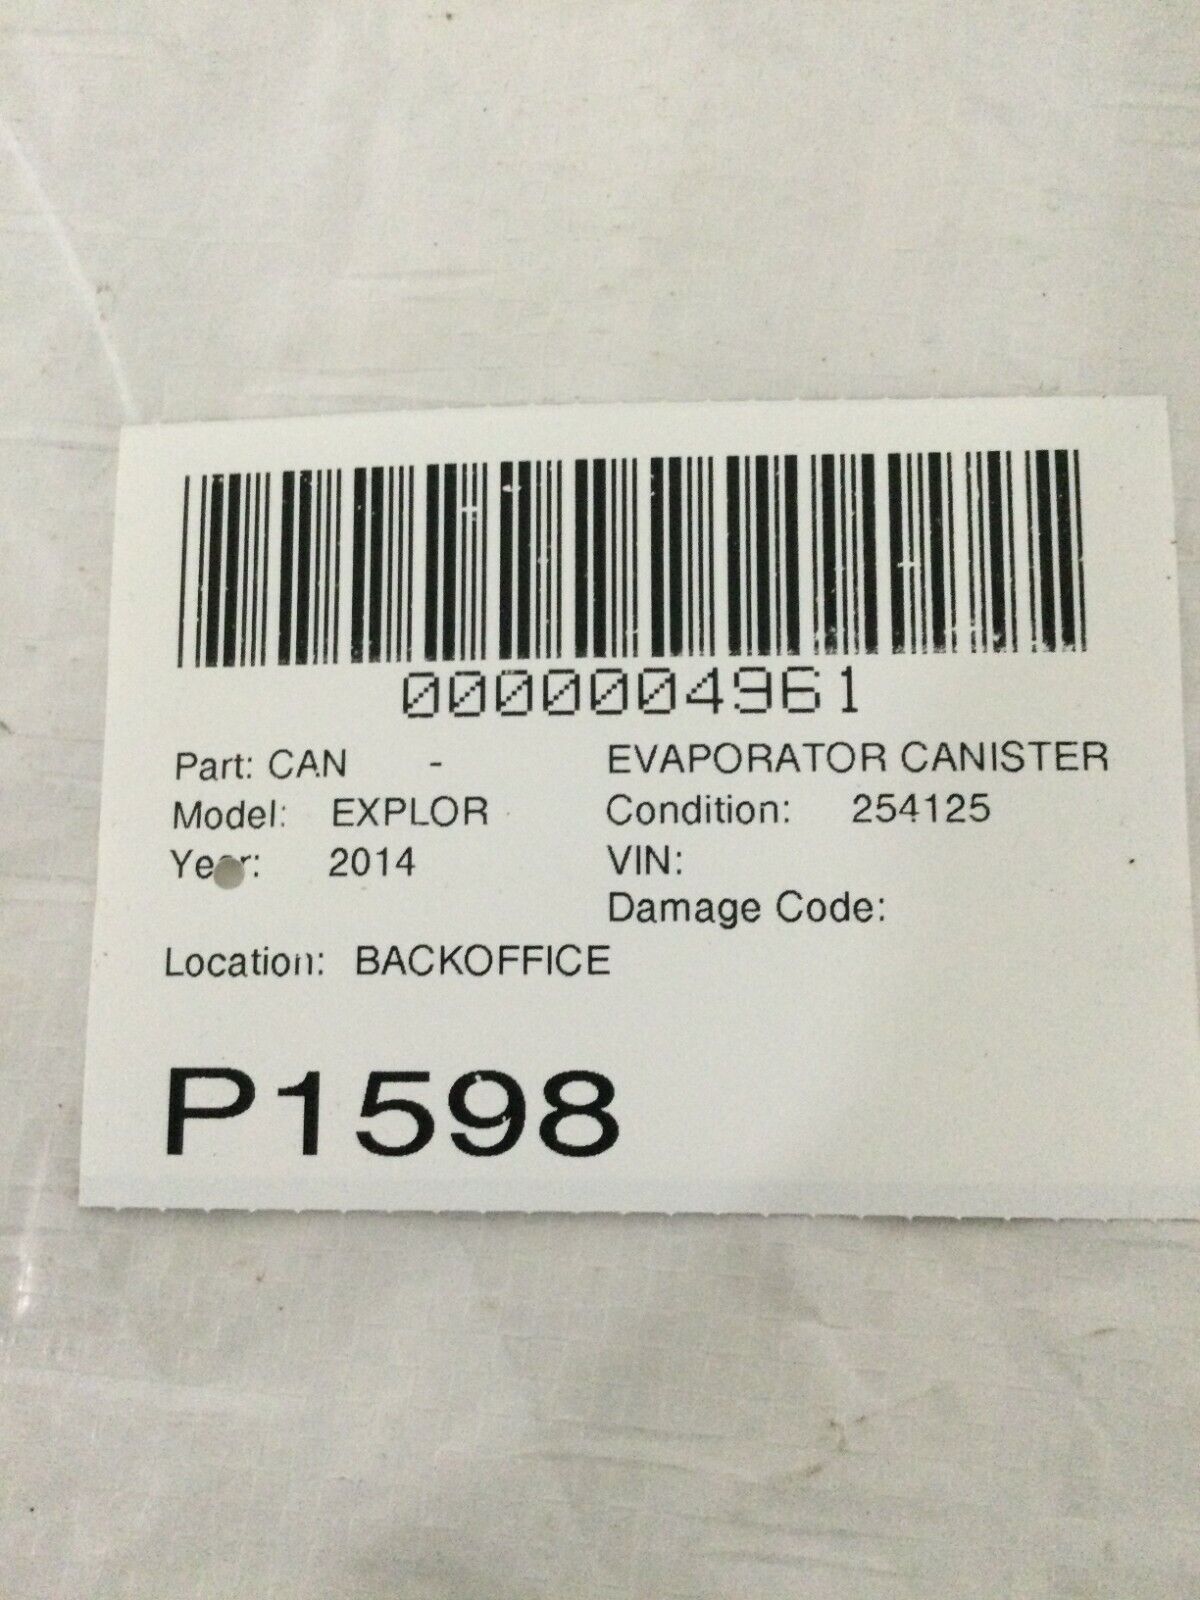 0000004961
Part: CAN - EVAPORATOR CANISTER
Model: EXPLOR Condition: 254125
Year: 2014 VIN:
Damage Code:
Location: BACKOFFICE
P1598